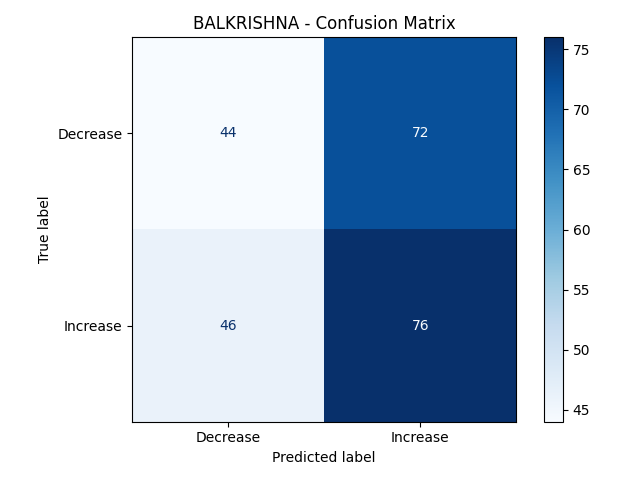 BALKRISHNA - Confusion Matrix
True label
Decrease
44
72
Increase
46
76
Decrease
Increase
Predicted label
75
70
65
60
55
50
45